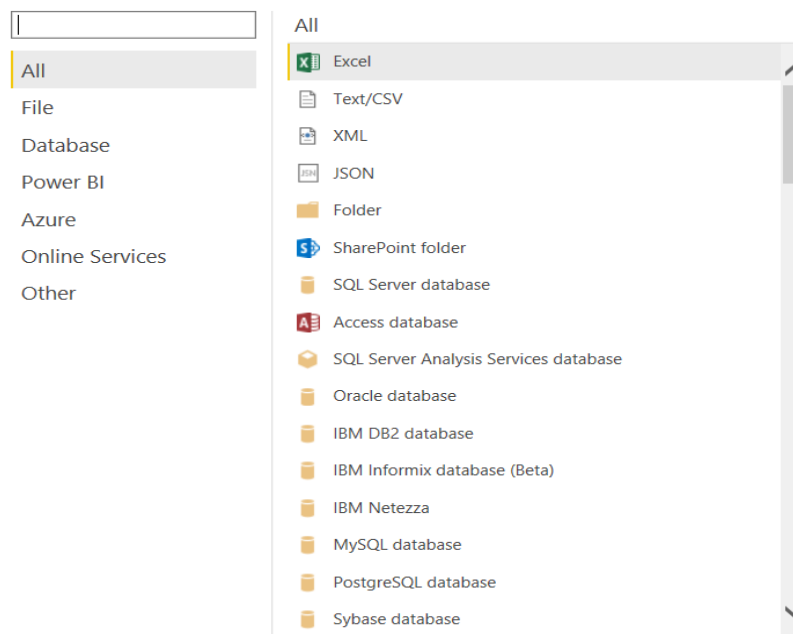 All
File
Database
Power BI
Azure
Online Services
Other
All
Excel
Text/CSV
XML
JSN JSON
Folder
SharePoint folder
SQL Server database
Access database
SQL Server Analysis Services database
Oracle database
IBM DB2 database
IBM Informix database (Beta)
IBM Netezza
MySQL database
PostgreSQL database
Sybase database